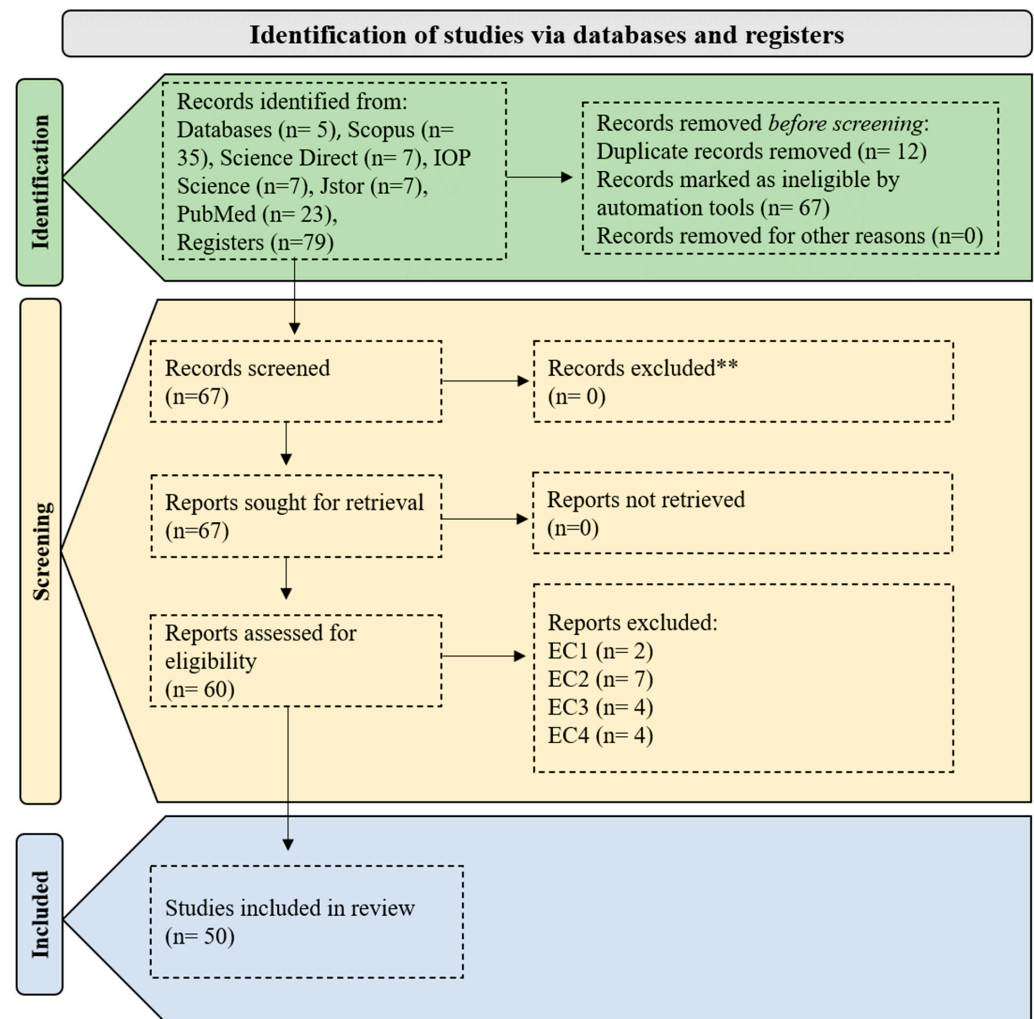 Identification of studies via databases and registers
Identification
Records identified from:
Databases (n= 5), Scopus (n=
35), Science Direct (n= 7), IOP
Science (n=7), Jstor (n=7),
PubMed (n= 23),
Registers (n=79)
Records removed before screening:
Duplicate records removed (n= 12)
Records marked as ineligible by
automation tools (n= 67)
Records removed for other reasons (n=0)
Screening
Records screened
(n=67)
Records excluded**
(n= 0)
Reports sought for retrieval
(n=67)
Reports not retrieved
(n=0)
Reports assessed for
eligibility
(n= 60)
Reports excluded:
EC1 (n= 2)
EC2 (n= 7)
EC3 (n= 4)
EC4 (n= 4)
Included
Studies included in review
(n= 50)